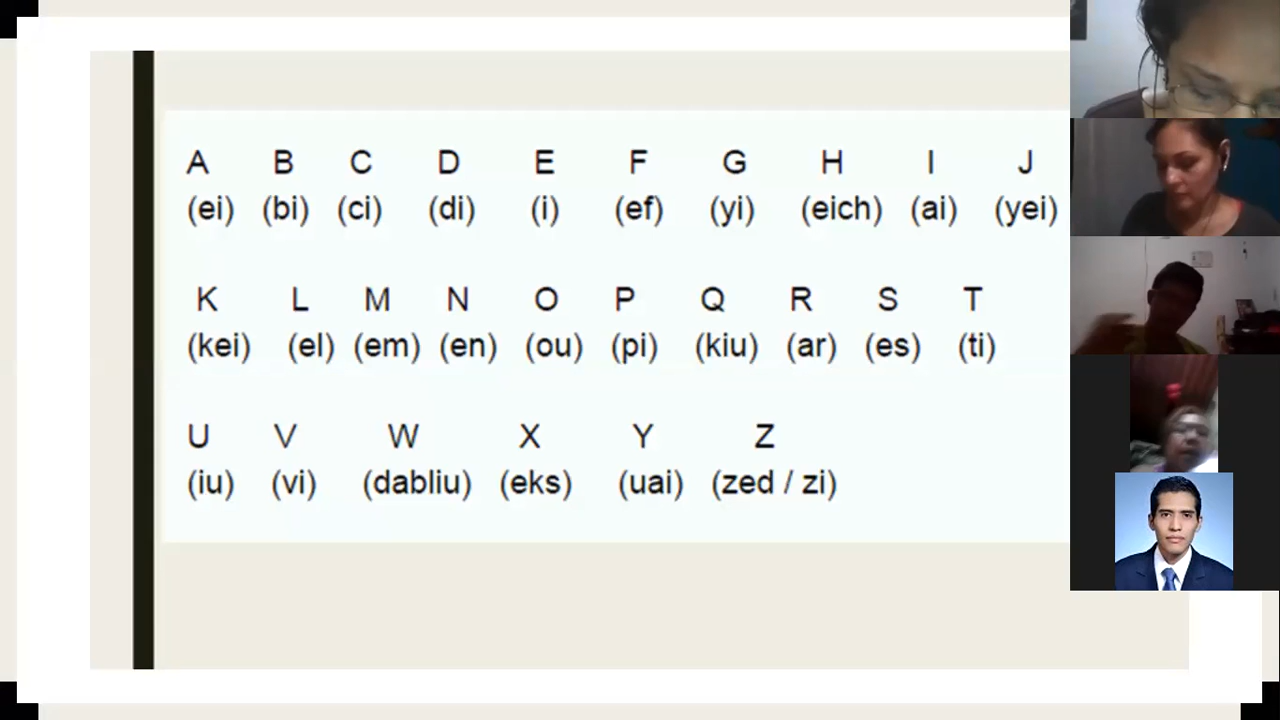 A B C D E F G H I J
(ei) (bi) (ci) (di) (i) (ef) (yi) (eich) (ai) (yei)
K L M N O P Q R S T
(kei) (el) (em) (en) (ou) (pi) (kiu) (ar) (es) (ti)
U V W X Y Z
(iu) (vi) (dabliu) (eks) (uai) (zed / zi)